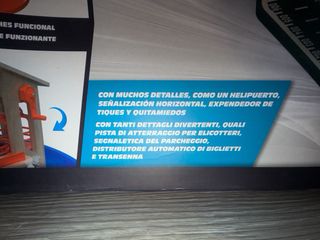 MES FUNCIONAL
E FUNZIONANTE
CON MUCHOS DETALLES, COMO UN HELIPUERTO,
SEÑALIZACIÓN HORIZONTAL, EXPENDEDOR DE
TIQUES Y QUITAMIEDOS
CON TANTI DETTAGLI DIVERTENTI, QUALI
PISTA DI ATTERRAGGIO PER ELICOTTERI,
SEGNALETICA DEL PARCHEGGIO,
DISTRIBUTORE AUTOMATICO DI BIGLIETTI
E TRANSENNA